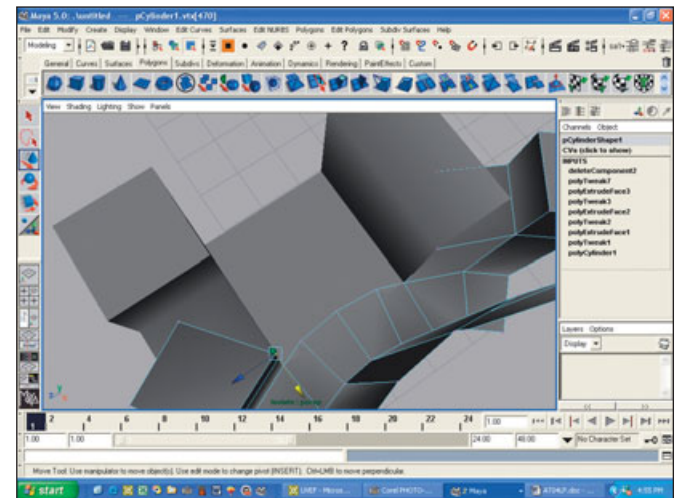 Maya 5.0: .\untitled --- pCylinder1.vtx[470]
File Edit Modify Create Display Window Edit Curves Surfaces Edit NURBS Polygons Edit Polygons Subdiv Surfaces Help
Modeling
General Curves Surfaces Polygons Subdivs Deformation Animation Dynamics Rendering PaintEffects Custom
View Shading Lighting Show Panels
Channels Object
pCylinderShape1
CVs (click to show)
INPUTS
deleteComponent2
polyTweak7
polyExtrudeFace3
polyTweak3
polyExtrudeFace2
polyTweak2
polyExtrudeFace1
polyTweak1
polyCylinder1
Layers Options
Display
y
2 4 6 8 10 12 14 16 18 20 22 24 1.00
1
1.00 1.00 24.00 48.00 No Character Set
Move Tool: Use manipulator to move object(s). Use edit mode to change pivot (INSERT). Ctrl+LMB to move perpendicular.
start 2 Maya 4:55 PM